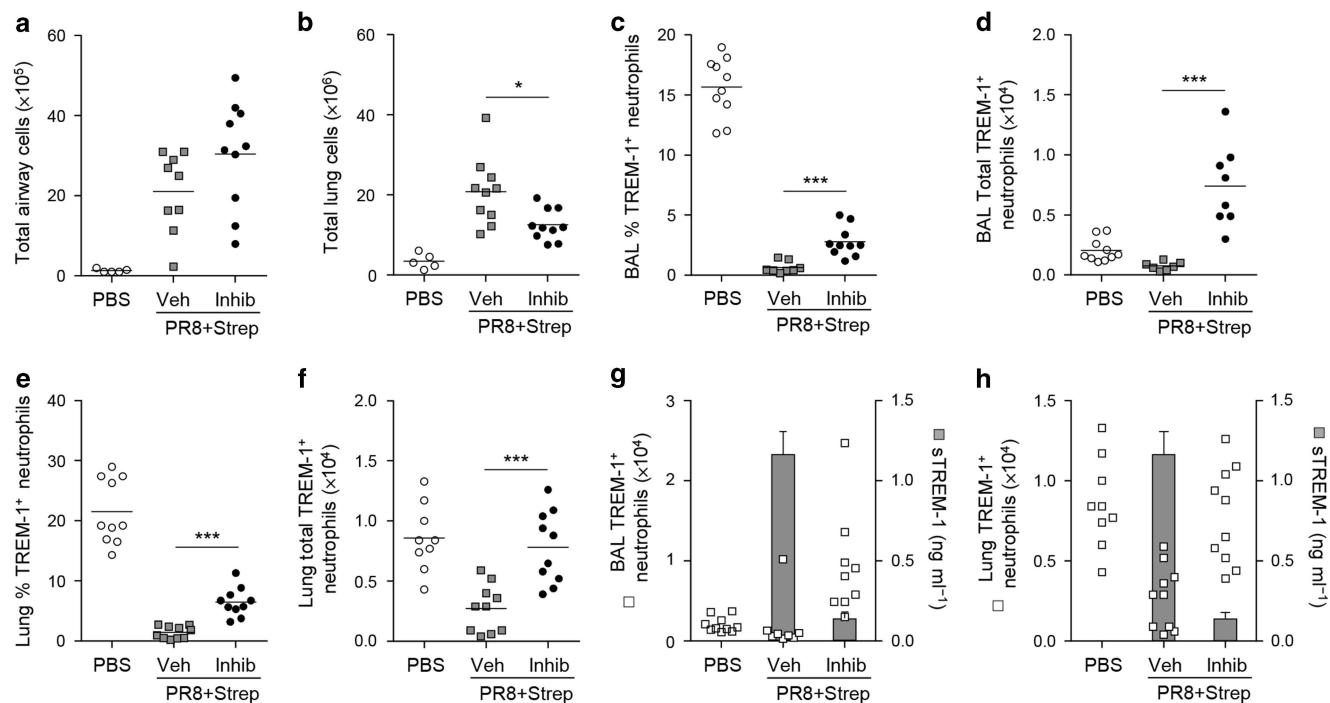 a
Total airway cells (×10⁵)
60
40
20
0
PBS
Veh
Inhib
PR8+Strep
b
Total lung cells (×10⁶)
60
40
20
0
*
PBS
Veh
Inhib
PR8+Strep
c
BAL % TREM-1⁺ neutrophils
20
15
10
5
0
***
PBS
Veh
Inhib
PR8+Strep
d
BAL Total TREM-1⁺
neutrophils (×10⁴)
2.0
1.5
1.0
0.5
0.0
***
PBS
Veh
Inhib
PR8+Strep
e
Lung % TREM-1⁺ neutrophils
40
30
20
10
0
***
PBS
Veh
Inhib
PR8+Strep
f
Lung total TREM-1⁺
neutrophils (×10⁴)
2.0
1.5
1.0
0.5
0.0
***
PBS
Veh
Inhib
PR8+Strep
g
BAL TREM-1⁺
neutrophils (×10⁴)
3
2
1
0
1.5
1.0
0.5
0.0
sTREM-1 (ng ml⁻¹)
PBS
Veh
Inhib
PR8+Strep
h
Lung TREM-1⁺
neutrophils (×10⁴)
1.5
1.0
0.5
0.0
1.5
1.0
0.5
0.0
sTREM-1 (ng ml⁻¹)
PBS
Veh
Inhib
PR8+Strep